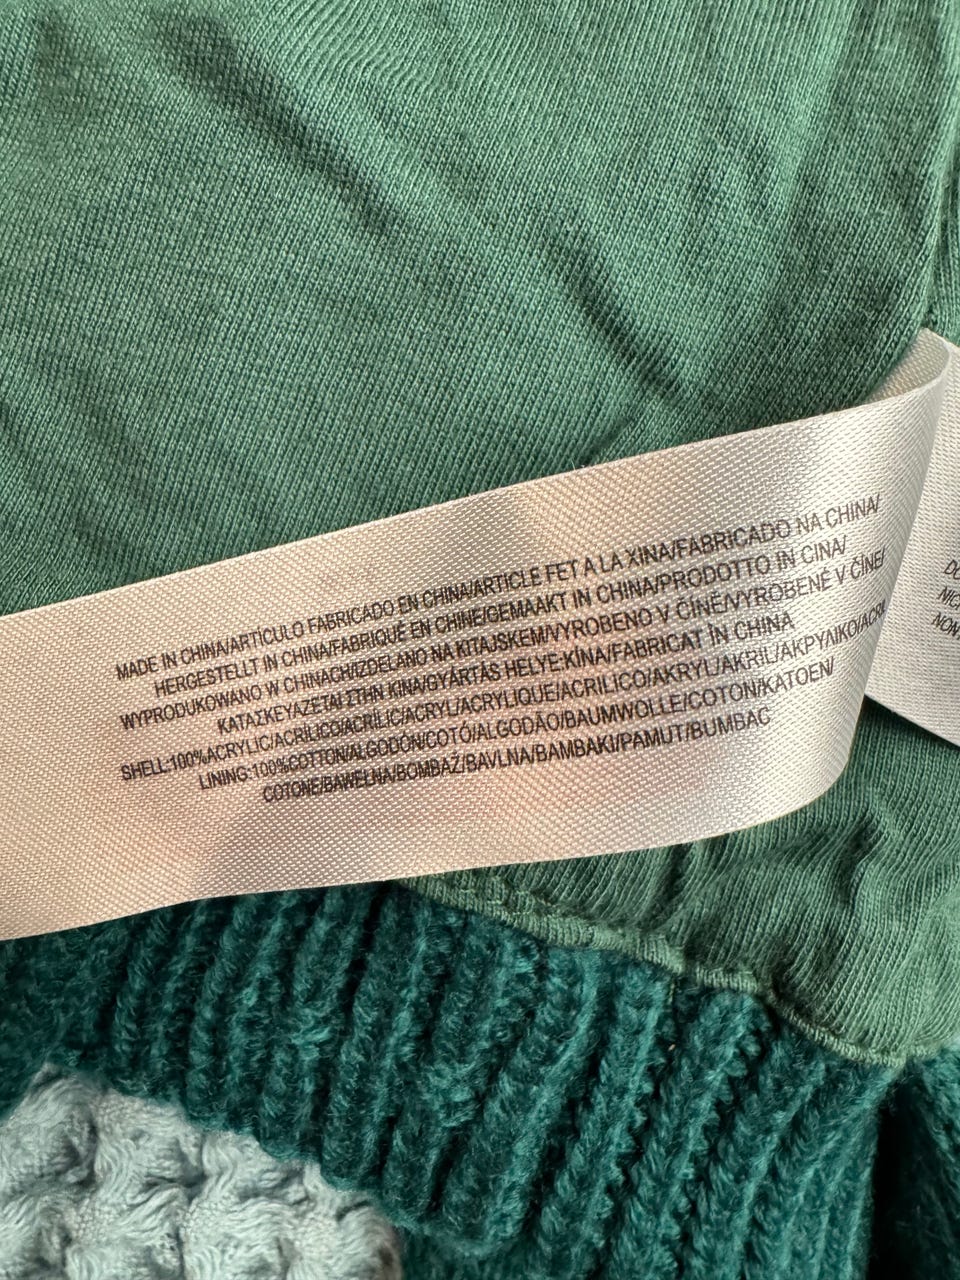 MADE IN CHINA/ARTÍCULO FABRICADO EN CHINA/ARTICLE FET A LA XINA/FABRICADO NA CHINA/
HERGESTELLT IN CHINA/FABRIQUÉ EN CHINE/GEMAAKT IN CHINA/PRODOTTO IN CINA/
WYPRODUKOWANO W CHINACH/IZDELANO NA KITAJSKEM/VYROBENO V ČÍNĚ/VYROBENÉ V ČÍNE/
ΚΑΤΑΣΚΕΥΑΖΕΤΑΙ ΣΤΗΝ ΚΙΝΑ/GYÁRTÁS HELYE:KÍNA/FABRICAT ÎN CHINA
SHELL:100%ACRYLIC/ACRÍLICO/ACRÍLIC/ACRYL/ACRYLIQUE/ACRILICO/AKRYL/AKRIL/ΑΚΡΥΛΙΚΟ/ACRIL
LINING:100%COTTON/ALGODÓN/COTÓ/ALGODÃO/BAUMWOLLE/COTON/KATOEN/
COTONE/BAWEŁNA/BOMBAŽ/BAVLNA/ΒΑΜΒΑΚΙ/PAMUT/BUMBAC